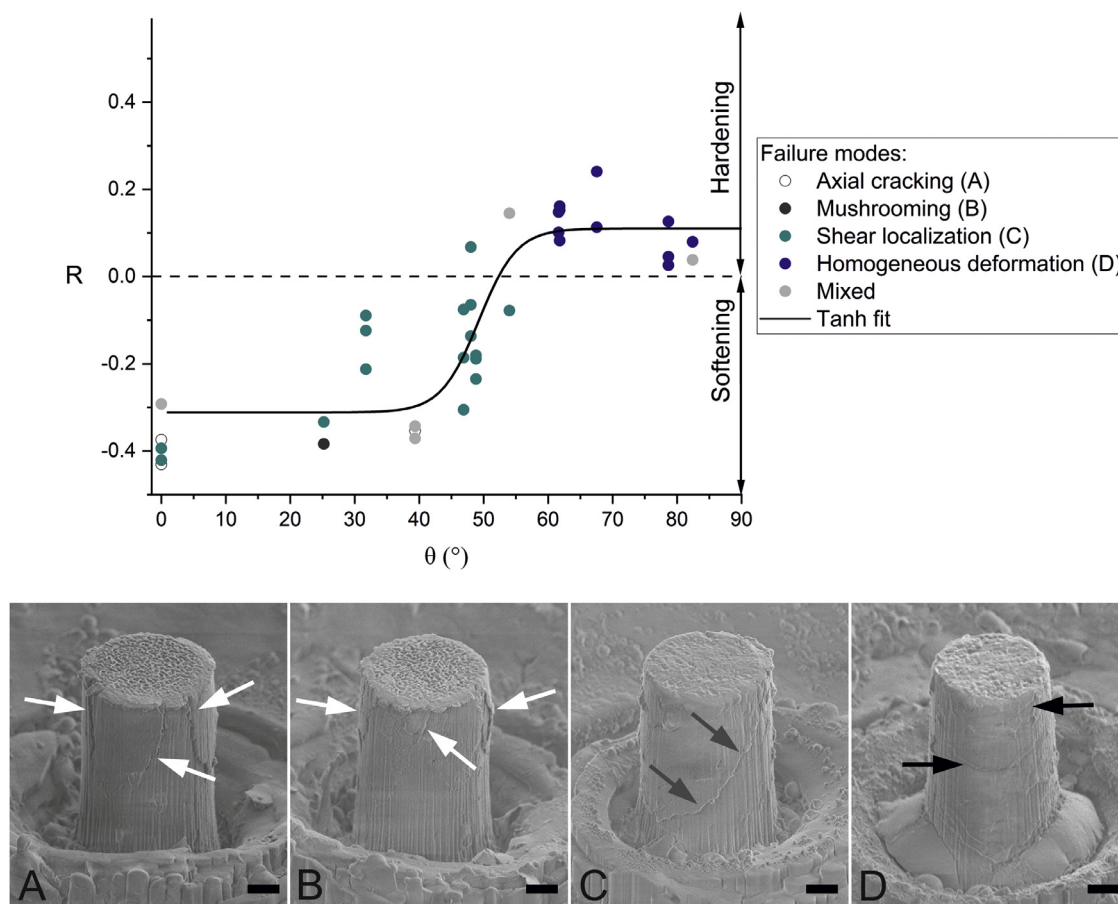 0.4
0.2
0.0
-0.2
-0.4
R
0
10
20
30
40
50
60
70
80
90
θ (°)
Hardening
Softening
Failure modes:
Axial cracking (A)
Mushrooming (B)
Shear localization (C)
Homogeneous deformation (D)
Mixed
Tanh fit
A
B
C
D